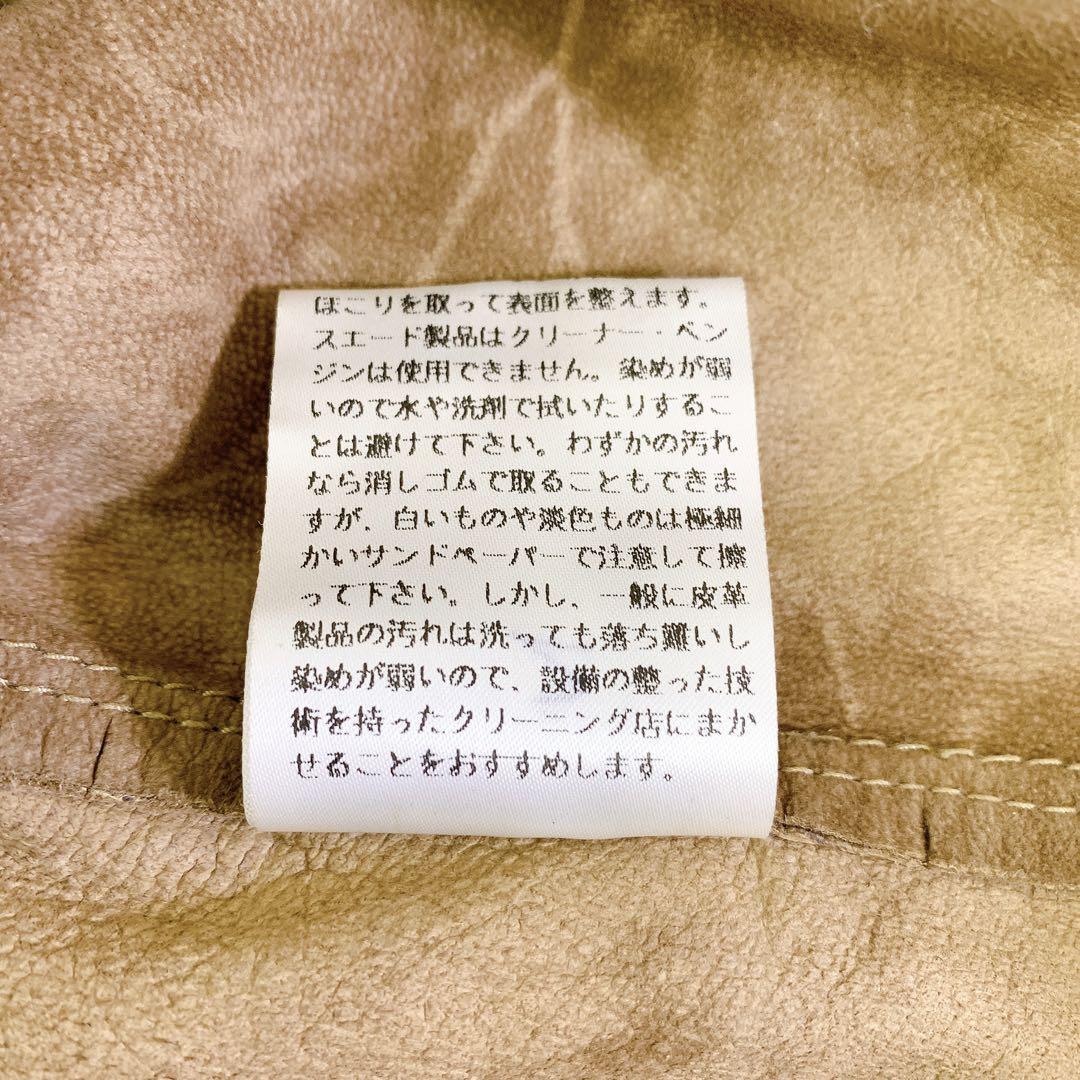 ほこりを取って表面を整えます。
スエード製品はクリーナー・ベン
ジンは使用できません。染めが弱
いので水や洗剤で拭いたりするこ
とは避けて下さい。わずかの汚れ
なら消しゴムで取ることもできま
すが、白いものや淡色ものは極細
かいサンドペーパーで注意して擦
って下さい。しかし、一般に皮革
製品の汚れは洗っても落ち難いし
染めが弱いので、設備の整った技
術を持ったクリーニング店にまか
せることをおすすめします。